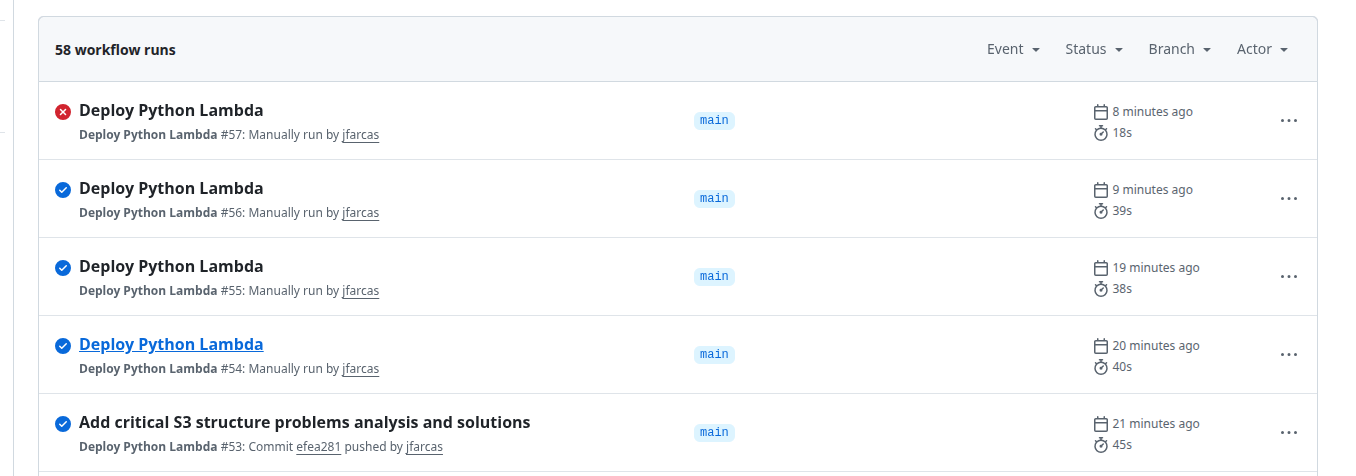 58 workflow runs
Event Status Branch Actor
Deploy Python Lambda
Deploy Python Lambda #57: Manually run by jfarcas
main
8 minutes ago
18s
Deploy Python Lambda
Deploy Python Lambda #56: Manually run by jfarcas
main
9 minutes ago
39s
Deploy Python Lambda
Deploy Python Lambda #55: Manually run by jfarcas
main
19 minutes ago
38s
Deploy Python Lambda
Deploy Python Lambda #54: Manually run by jfarcas
main
20 minutes ago
40s
Add critical S3 structure problems analysis and solutions
Deploy Python Lambda #53: Commit efea281 pushed by jfarcas
main
21 minutes ago
45s